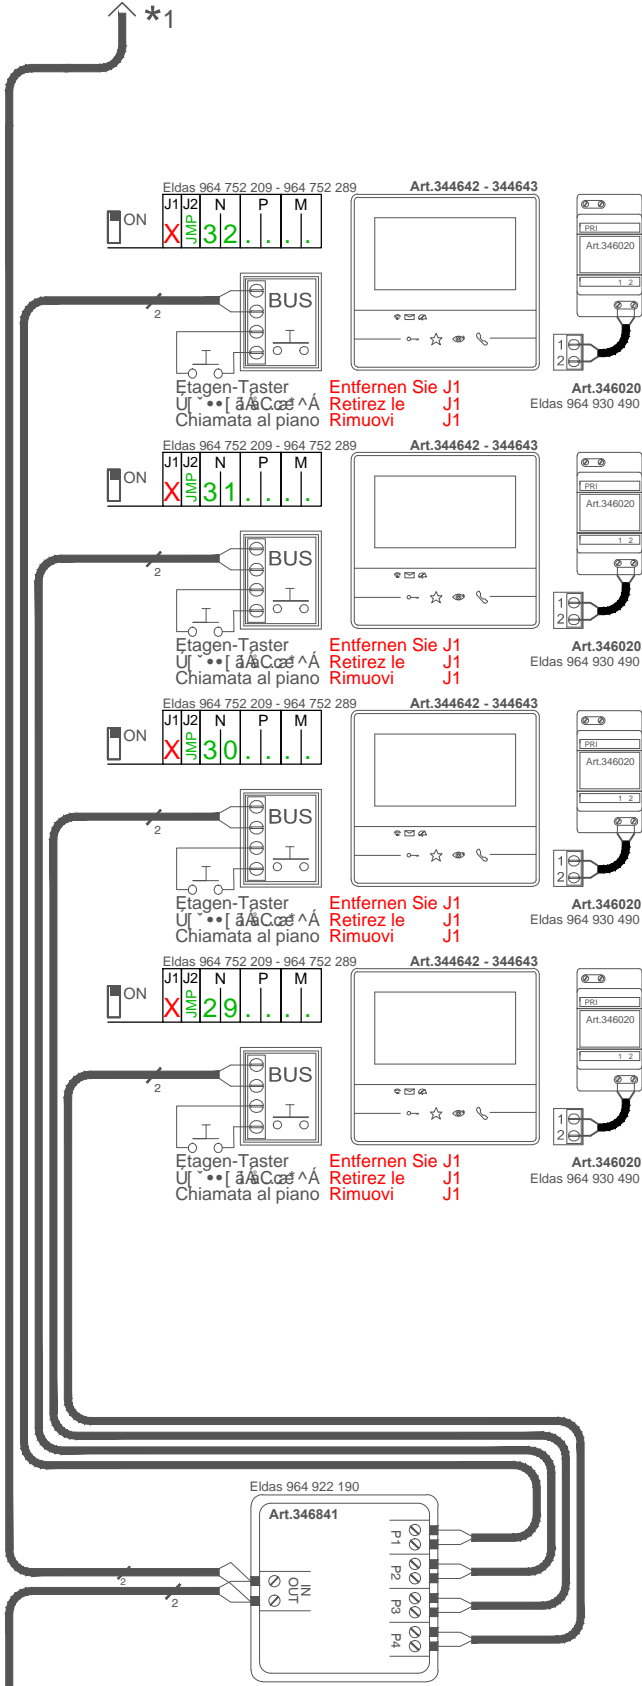 *1
Eldas 964 752 209 - 964 752 289 Art.344642 - 344643
ON J1 J2 N P M
X JMP 3 2 . . . . PRI
Art.346020
BUS 1 2
2
1
2
Etagen-Taster Entfernen Sie J1 Art.346020
Retirez le J1 Eldas 964 930 490
Chiamata al piano Rimuovi J1
Eldas 964 752 209 - 964 752 289 Art.344642 - 344643
ON J1 J2 N P M
X JMP 3 1 . . . . PRI
Art.346020
BUS 1 2
2
1
2
Etagen-Taster Entfernen Sie J1 Art.346020
Retirez le J1 Eldas 964 930 490
Chiamata al piano Rimuovi J1
Eldas 964 752 209 - 964 752 289 Art.344642 - 344643
ON J1 J2 N P M
X JMP 3 0 . . . . PRI
Art.346020
BUS 1 2
2
1
2
Etagen-Taster Entfernen Sie J1 Art.346020
Retirez le J1 Eldas 964 930 490
Chiamata al piano Rimuovi J1
Eldas 964 752 209 - 964 752 289 Art.344642 - 344643
ON J1 J2 N P M
X JMP 2 9 . . . . PRI
Art.346020
BUS 1 2
2
1
2
Etagen-Taster Entfernen Sie J1 Art.346020
Retirez le J1 Eldas 964 930 490
Chiamata al piano Rimuovi J1
Eldas 964 922 190
Art.346841
P1
P2
2 IN
2 OUT
P3
P4